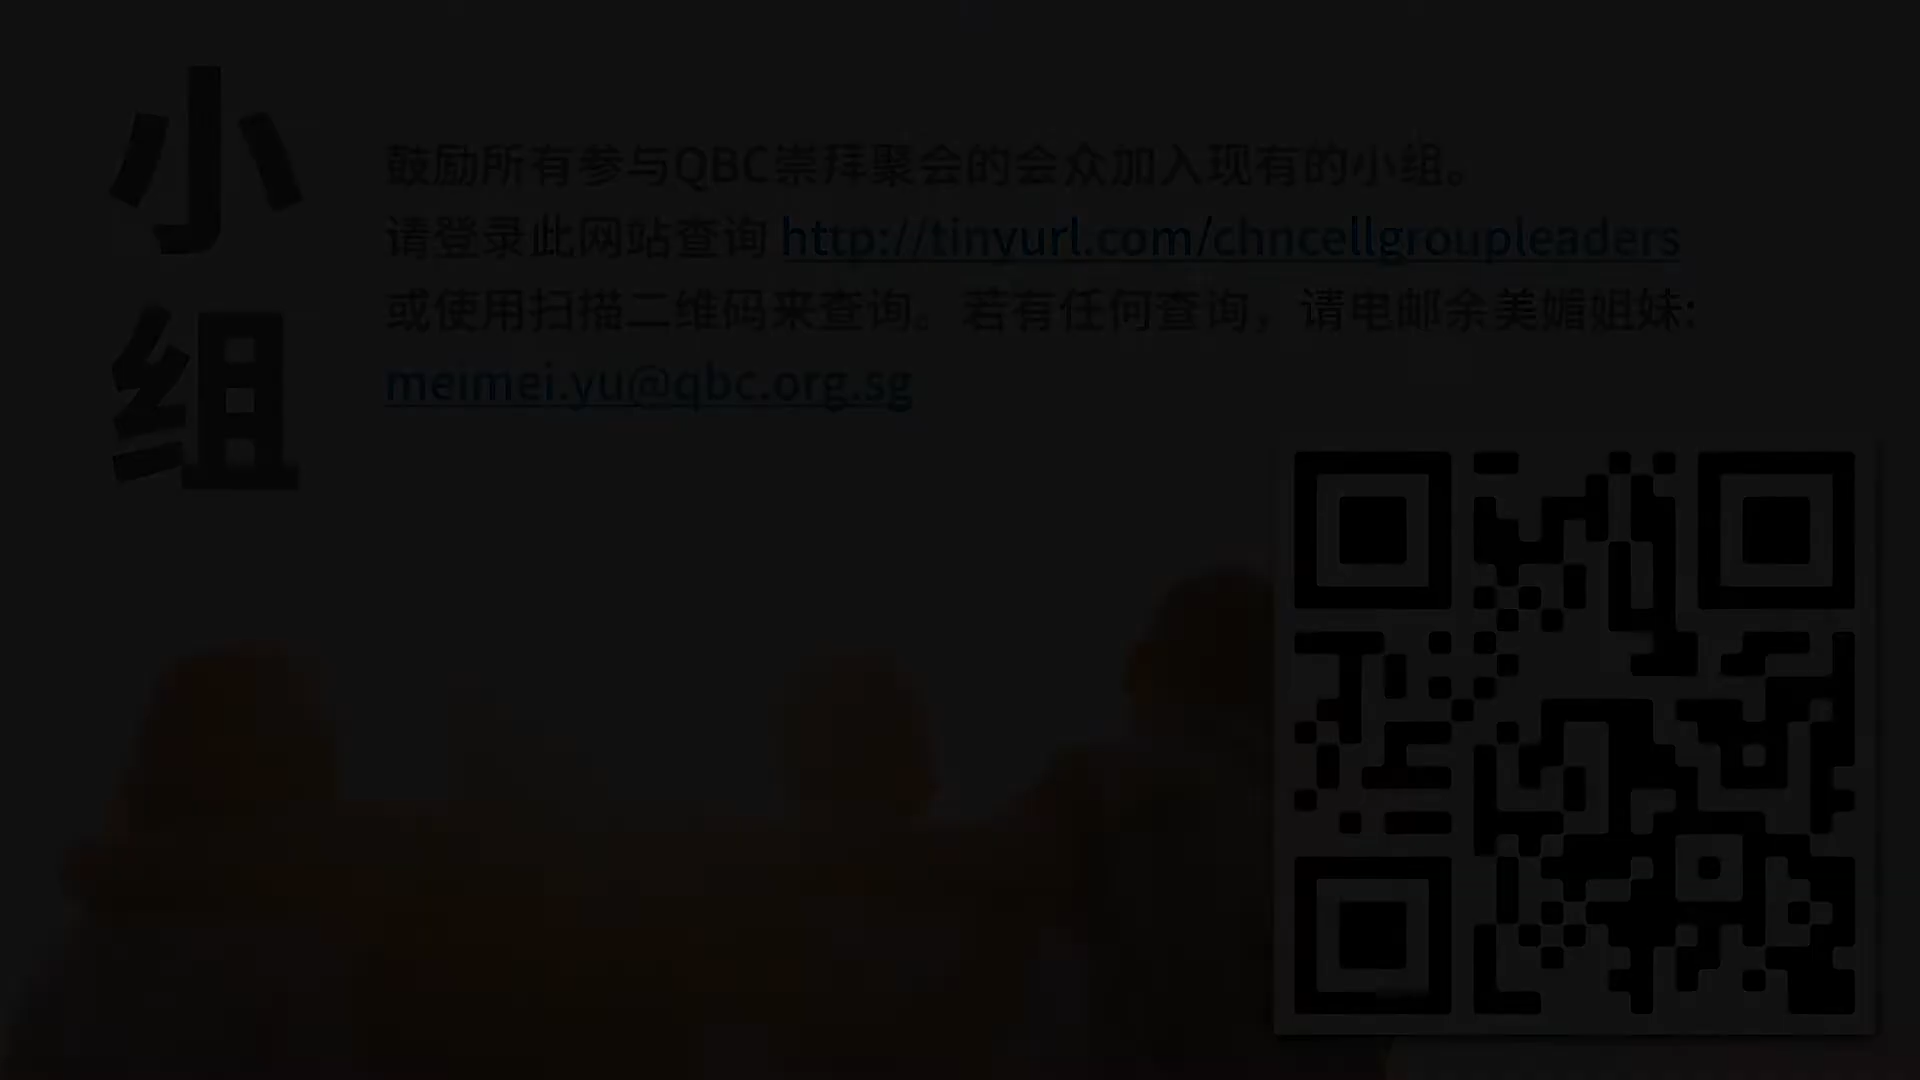 小组
鼓励所有参与QBC崇拜聚会的会众加入现有的小组。
请登录此网站查询 http://tinyurl.com/chncellgroupleaders
或使用扫描二维码来查询。若有任何查询，请电邮余美媚姐妹:
meimei.yu@qbc.org.sg